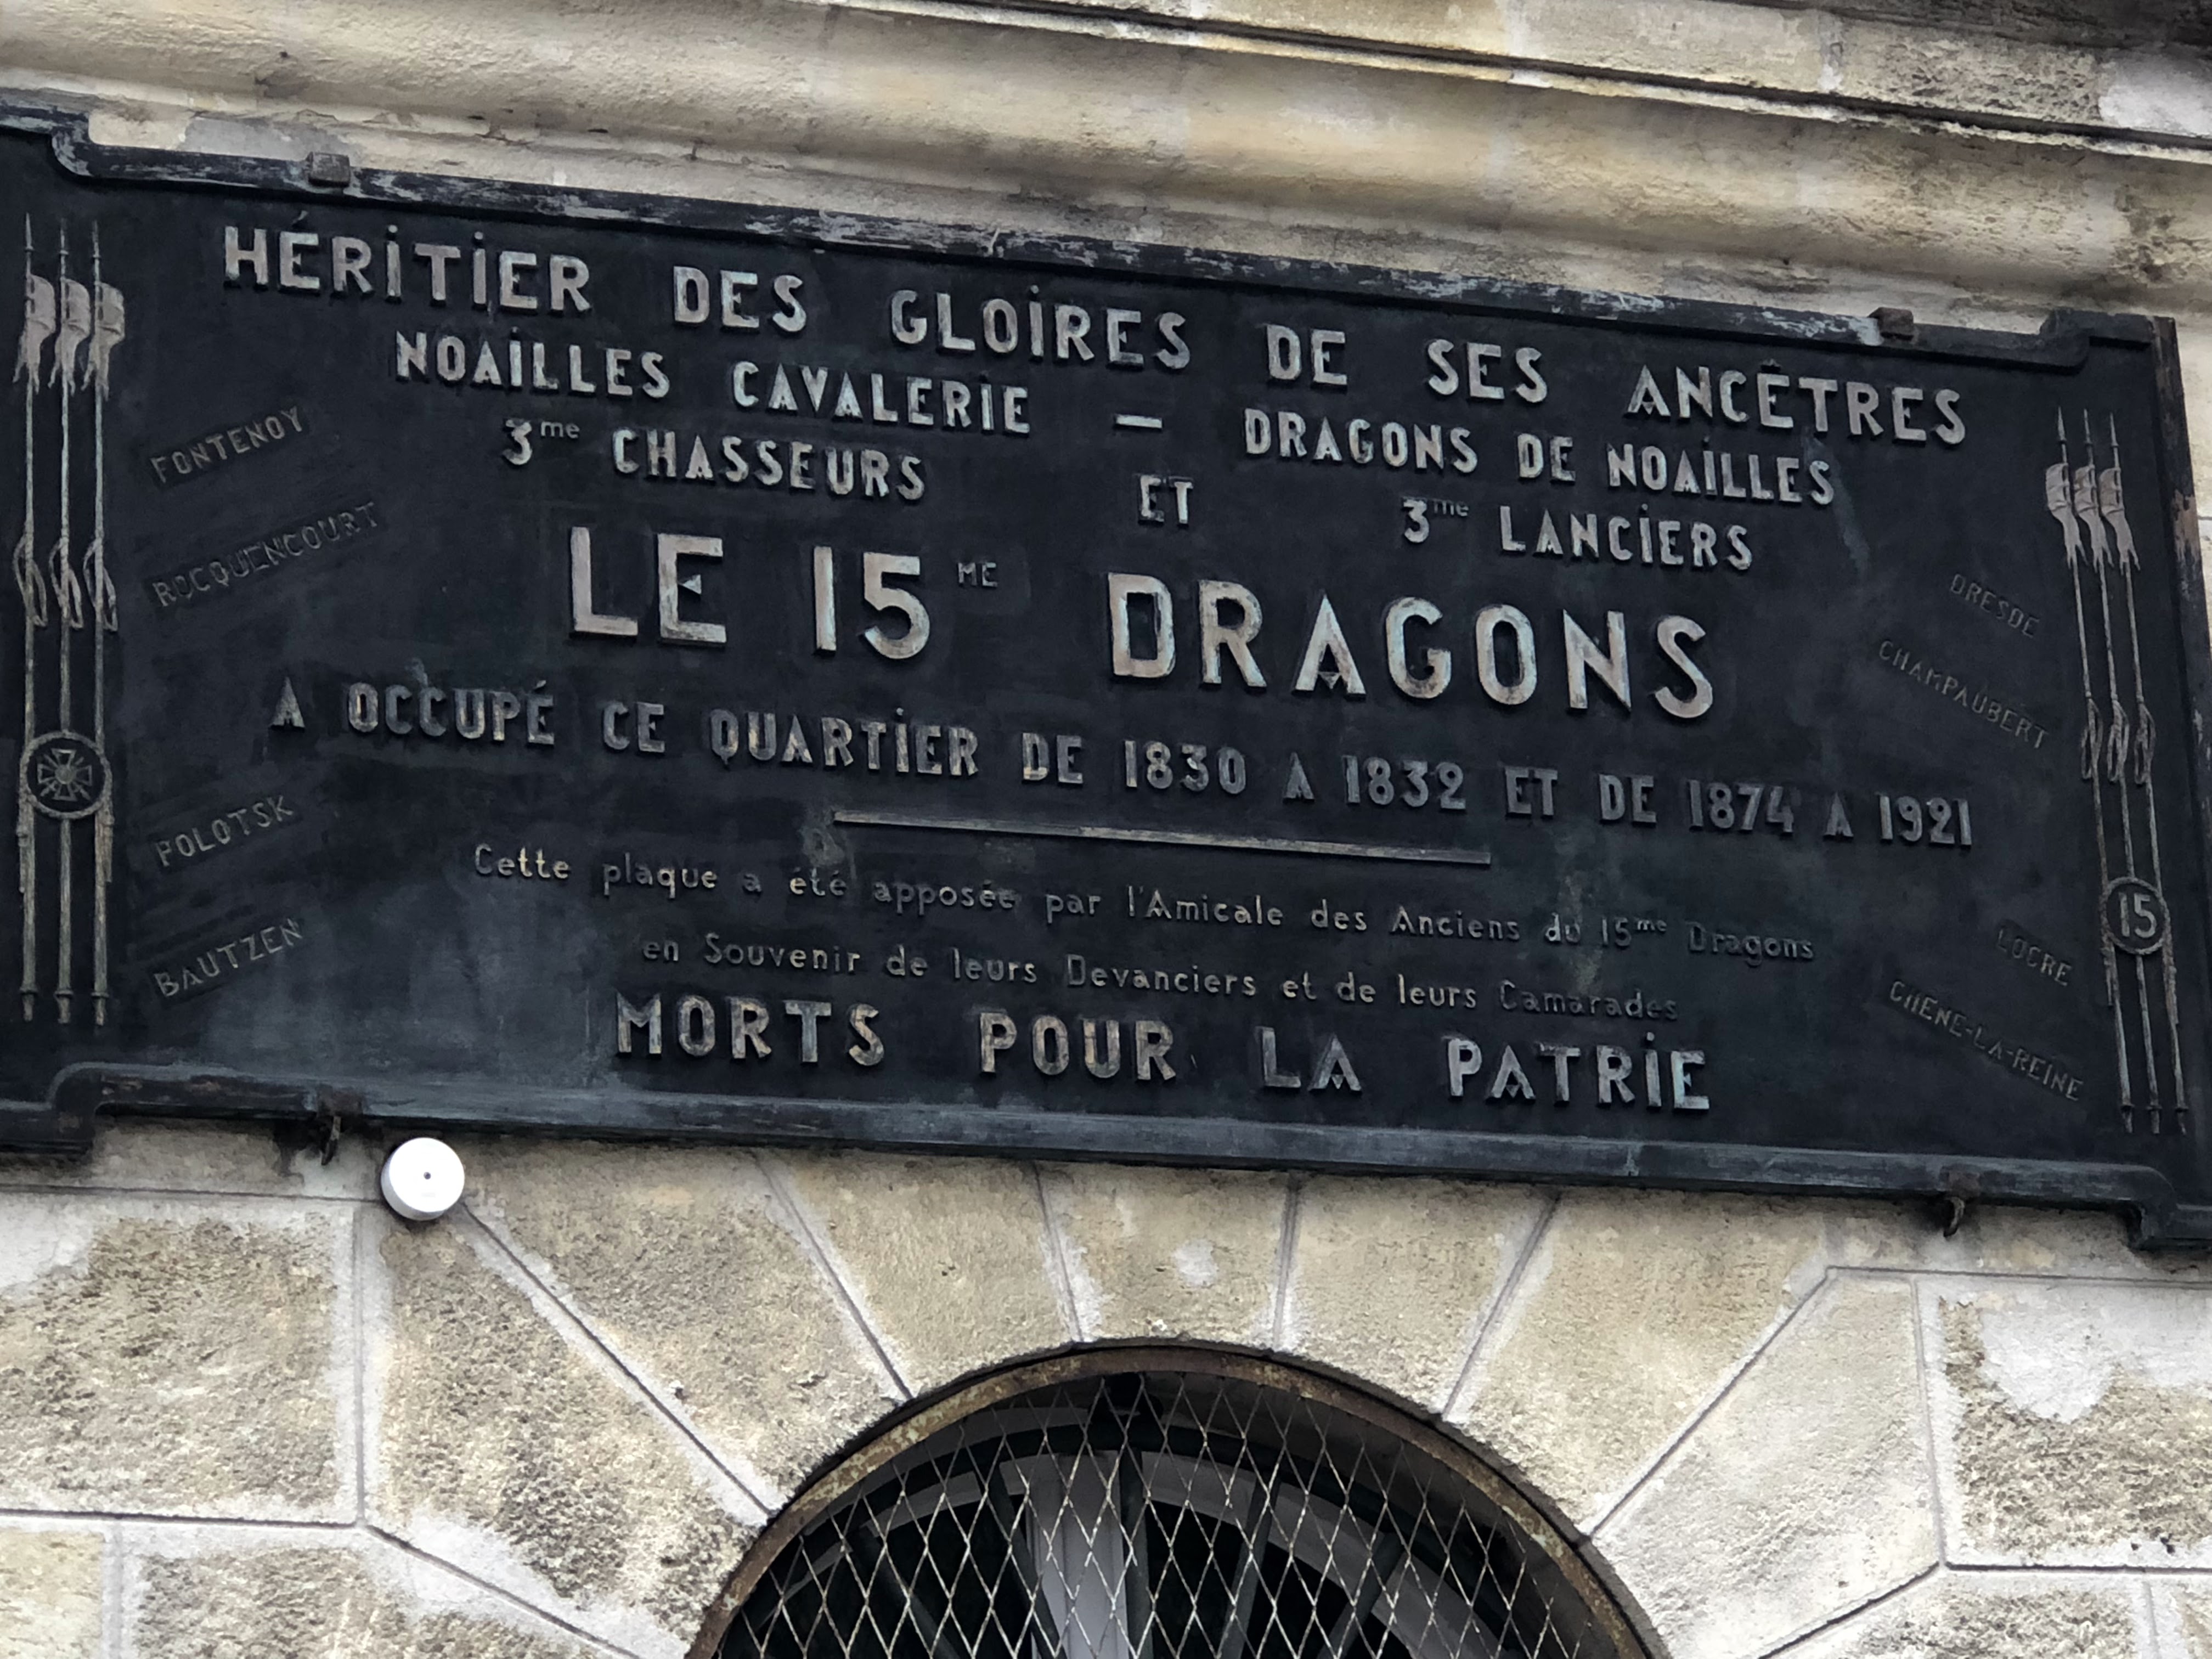 HÉRITIER DES GLOIRES DE SES ANCÊTRES
NOAILLES CAVALERIE — DRAGONS DE NOAILLES
3me CHASSEURS ET 3me LANCIERS
LE 15ME DRAGONS
A OCCUPÉ CE QUARTIER DE 1830 A 1832 ET DE 1874 A 1921
Cette plaque a été apposée par l'Amicale des Anciens du 15me Dragons
en Souvenir de leurs Devanciers et de leurs Camarades
MORTS POUR LA PATRIE
FONTENOY
ROCQUENCOURT
POLOTSK
BAUTZEN
DRESDE
CHAMPAUBERT
LOCRE
CHENE-LA-REINE
15